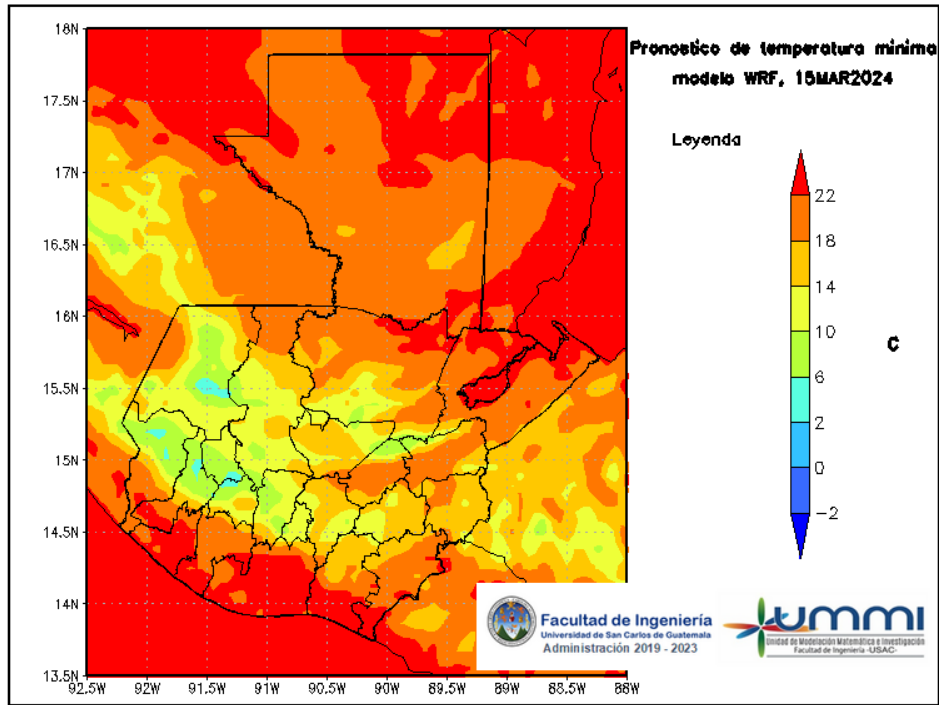 Pronostico de temperatura minima
modelo WRF, 15MAR2024
Leyenda
22
18
14
10
6
2
0
−2
C
18N
17.5N
17N
16.5N
16N
15.5N
15N
14.5N
14N
13.5N
92.5W 92W 91.5W 91W 90.5W 90W 89.5W 89W 88.5W 88W
Facultad de Ingeniería
Universidad de San Carlos de Guatemala
Administración 2019 - 2023
ummi
Unidad de Modelación Matemática e Investigación
Facultad de Ingeniería -USAC-